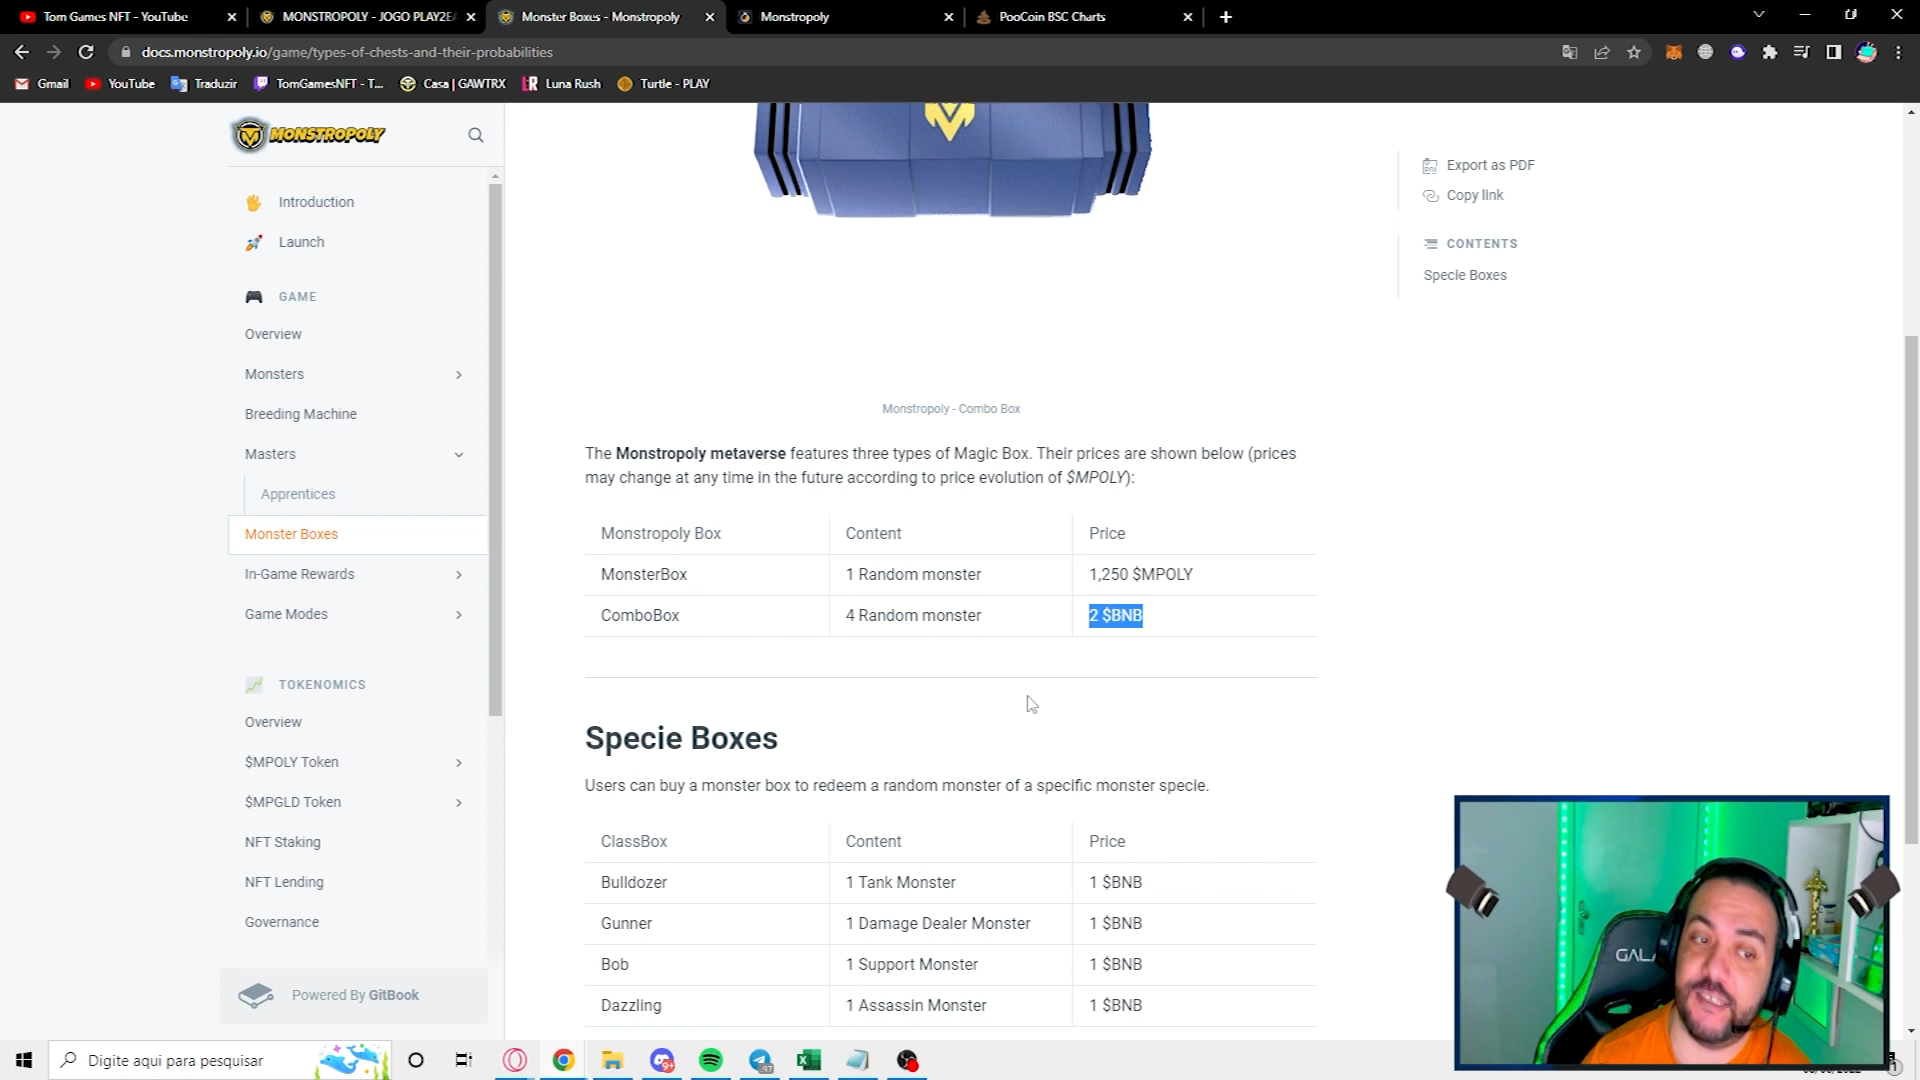 Tom Games NFT - YouTube
MONSTROPOLY - JOGO PLAY2EA
Monster Boxes - Monstropoly
Monstropoly
PooCoin BSC Charts
docs.monstropoly.io/game/types-of-chests-and-their-probabilities
Gmail
YouTube
Traduzir
TomGamesNFT - T...
Casa | GAWTRX
Luna Rush
Turtle - PLAY
MONSTROPOLY
Introduction
Launch
GAME
Overview
Monsters
Breeding Machine
Masters
Apprentices
Monster Boxes
In-Game Rewards
Game Modes
TOKENOMICS
Overview
$MPOLY Token
$MPGLD Token
NFT Staking
NFT Lending
Governance
Powered By GitBook
Monstropoly - Combo Box
The Monstropoly metaverse features three types of Magic Box. Their prices are shown below (prices
may change at any time in the future according to price evolution of $MPOLY):
Monstropoly Box Content Price
MonsterBox 1 Random monster 1,250 $MPOLY
ComboBox 4 Random monster 2 $BNB
Specie Boxes
Users can buy a monster box to redeem a random monster of a specific monster specie.
ClassBox Content Price
Bulldozer 1 Tank Monster 1 $BNB
Gunner 1 Damage Dealer Monster 1 $BNB
Bob 1 Support Monster 1 $BNB
Dazzling 1 Assassin Monster 1 $BNB
Export as PDF
Copy link
CONTENTS
Specie Boxes
Digite aqui para pesquisar